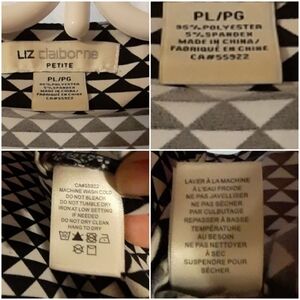 LIZ claiborne
PETITE
PL/PG
95%POLYESTER
5%SPANDEX
MADE IN CHINA/
FABRIQUÉ EN CHINE
CA#55922
PL/PG
95%POLYESTER
5%SPANDEX
MADE IN CHINA/
FABRIQUÉ EN CHINE
CA#55922
CA#55922
MACHINE WASH COLD
DO NOT BLEACH
DO NOT TUMBLE DRY
IRON AT LOW SETTING
IF NEEDED
DO NOT DRY CLEAN
HANG TO DRY
LAVER À LA MACHINE
À L'EAU FROIDE
NE PAS JAVELLISER
NE PAS SÉCHER
PAR CULBUTAGE
REPASSER À BASSE
TEMPÉRATURE
AU BESOIN
NE PAS NETTOYER
À SEC
SUSPENDRE POUR
SÉCHER